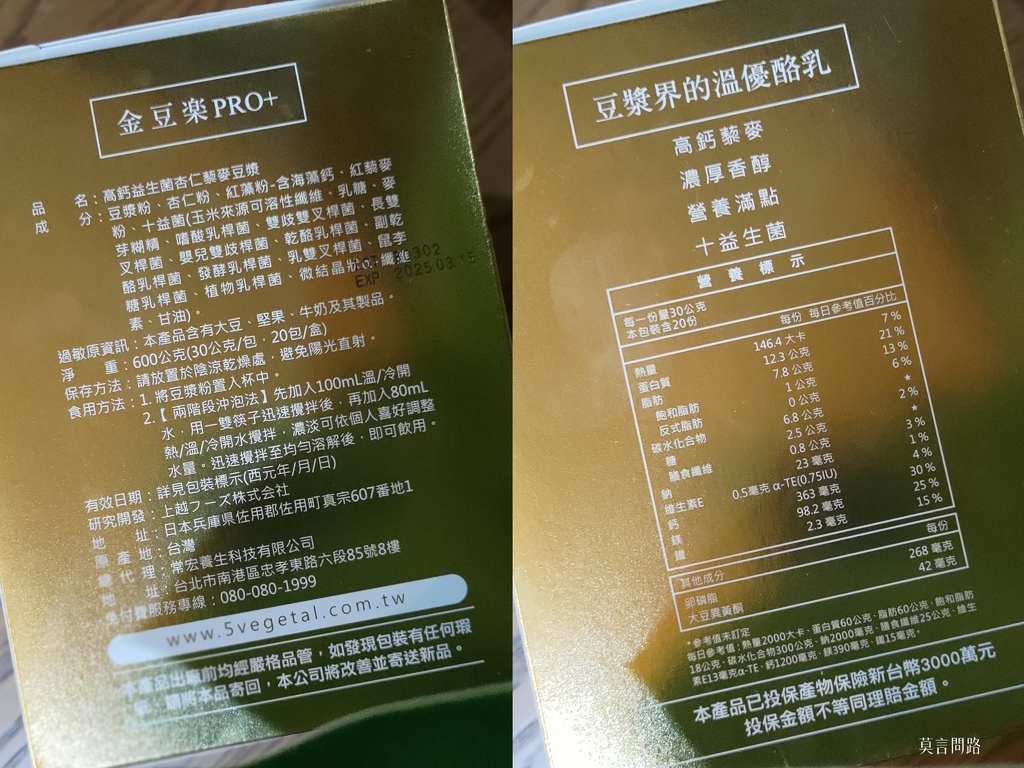 金豆楽PRO+
品名：高鈣益生菌杏仁藜麥豆漿
成分：豆漿粉、杏仁粉、紅藻粉-含海藻鈣、紅藜麥
粉、十益菌(玉米來源可溶性纖維、乳糖、麥
芽糊精、嗜酸乳桿菌、雙歧雙叉桿菌、長雙
叉桿菌、嬰兒雙歧桿菌、乾酪乳桿菌、副乾
酪乳桿菌、發酵乳桿菌、乳雙叉桿菌、鼠李
糖乳桿菌、植物乳桿菌、微結晶狀α-纖維
素、甘油)。
EXP. 2025.03.15
過敏原資訊：本產品含有大豆、堅果、牛奶及其製品。
淨重：600公克(30公克/包，20包/盒)
保存方法：請放置於陰涼乾燥處，避免陽光直射。
食用方法：1. 將豆漿粉置入杯中。
2.【 兩階段沖泡法】先加入100mL溫/冷開
水，用一雙筷子迅速攪拌後，再加入80mL
熱/溫/冷開水攪拌，濃淡可依個人喜好調整
水量。迅速攪拌至均勻溶解後，即可飲用。
有效日期：詳見包裝標示(西元年/月/日)
研究開發：上越フーズ株式会社
地址：日本兵庫県佐用郡佐用町真宗607番地1
原產地：台灣
總代理：常宏養生科技有限公司
地址：台北市南港區忠孝東路六段85號8樓
免付費服務專線：080-080-1999
www.5vegetal.com.tw
本產品出廠前均經嚴格品管，如發現包裝有任何瑕
請將本品寄回，本公司將改善並寄送新品。
豆漿界的溫優酪乳
高鈣藜麥
濃厚香醇
營養滿點
十益生菌
營養標示
每一份量30公克
本包裝含20份
每份 每日參考值百分比
熱量 146.4 大卡 7 %
蛋白質 12.3 公克 21 %
脂肪 7.8 公克 13 %
飽和脂肪 1 公克 6 %
反式脂肪 0 公克 *
碳水化合物 6.8 公克 2 %
糖 2.5 公克 *
膳食纖維 0.8 公克 3 %
鈉 23 毫克 1 %
維生素E 0.5毫克 α-TE(0.75IU) 4 %
鈣 363 毫克 30 %
鎂 98.2 毫克 25 %
鐵 2.3 毫克 15 %
其他成分 每份
卵磷脂 268 毫克
大豆異黃酮 42 毫克
* 參考值未訂定
每日參考值：熱量2000大卡、蛋白質60公克、脂肪60公克、飽和脂肪
18公克、碳水化合物300公克、鈉2000毫克、膳食纖維25公克、維生
素E13毫克α-TE、鈣1200毫克、鎂390毫克、鐵15毫克。
本產品已投保產物保險新台幣3000萬元
投保金額不等同理賠金額。
莫言問路